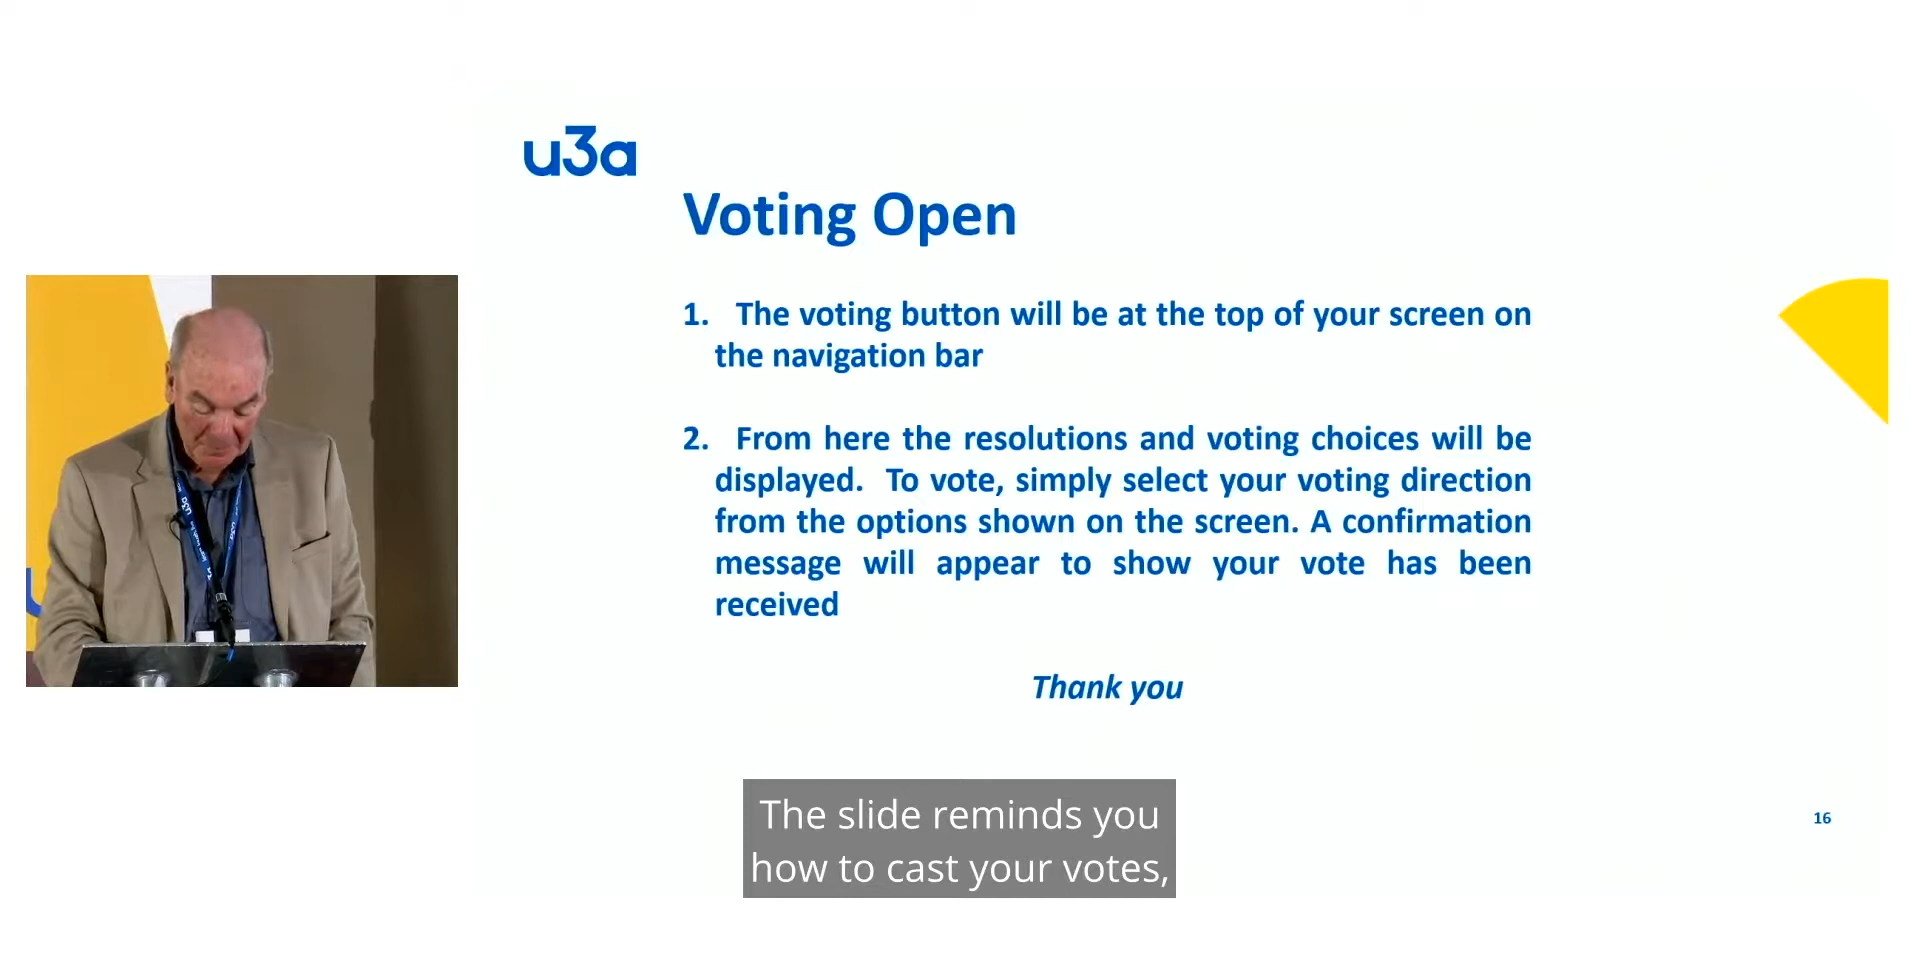 u3a
Voting Open
1. The voting button will be at the top of your screen on
the navigation bar
2. From here the resolutions and voting choices will be
displayed. To vote, simply select your voting direction
from the options shown on the screen. A confirmation
message will appear to show your vote has been
received
Thank you
The slide reminds you
how to cast your votes,
16